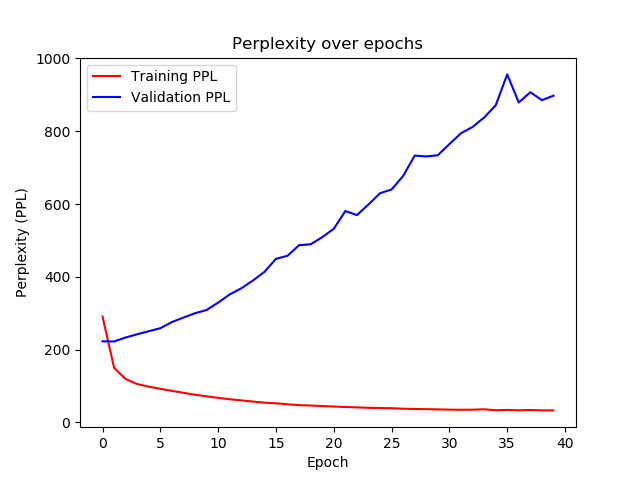 Perplexity over epochs
Training PPL
Validation PPL
Perplexity (PPL)
1000
800
600
400
200
0
0 5 10 15 20 25 30 35 40
Epoch